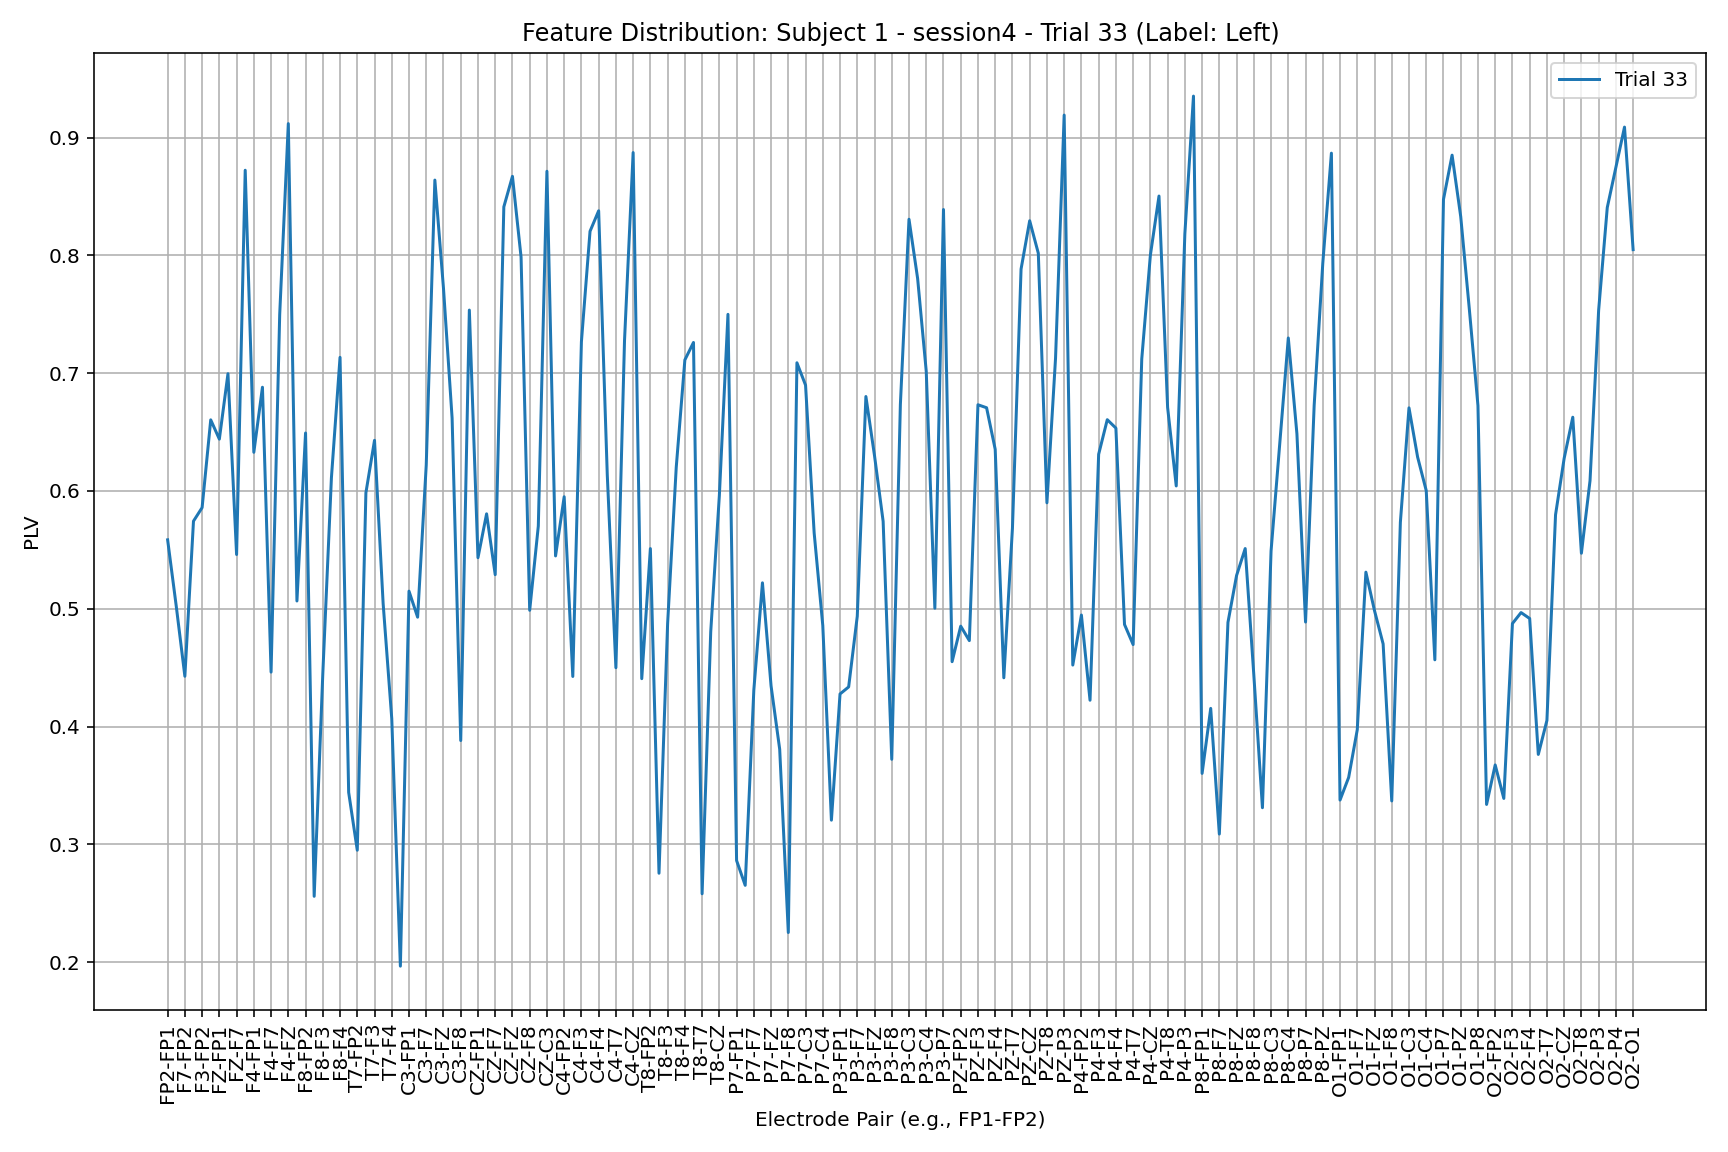 Feature Distribution: Subject 1 - session4 - Trial 33 (Label: Left)
Trial 33
0.9
0.8
0.7
0.6
0.5
0.4
0.3
0.2
PLV
FP2-FP1
F7-FP2
F3-FP2
FZ-FP1
FZ-F7
F4-FP1
F4-F7
F4-FZ
F8-FP2
F8-F3
F8-F4
T7-FP2
T7-F3
T7-F4
C3-FP1
C3-F7
C3-FZ
C3-F8
CZ-FP1
CZ-F7
CZ-FZ
CZ-F8
CZ-C3
C4-FP2
C4-F3
C4-F4
C4-T7
C4-CZ
T8-FP2
T8-F3
T8-F4
T8-T7
T8-CZ
P7-FP1
P7-F7
P7-FZ
P7-F8
P7-C3
P7-C4
P3-FP1
P3-F7
P3-FZ
P3-F8
P3-C3
P3-C4
P3-P7
PZ-FP2
PZ-F3
PZ-F4
PZ-T7
PZ-CZ
PZ-T8
PZ-P3
P4-FP2
P4-F3
P4-F4
P4-T7
P4-CZ
P4-T8
P4-P3
P8-FP1
P8-F7
P8-FZ
P8-F8
P8-C3
P8-C4
P8-P7
P8-PZ
O1-FP1
O1-F7
O1-FZ
O1-F8
O1-C3
O1-C4
O1-P7
O1-PZ
O1-P8
O2-FP2
O2-F3
O2-F4
O2-T7
O2-CZ
O2-T8
O2-P3
O2-P4
O2-O1
Electrode Pair (e.g., FP1-FP2)